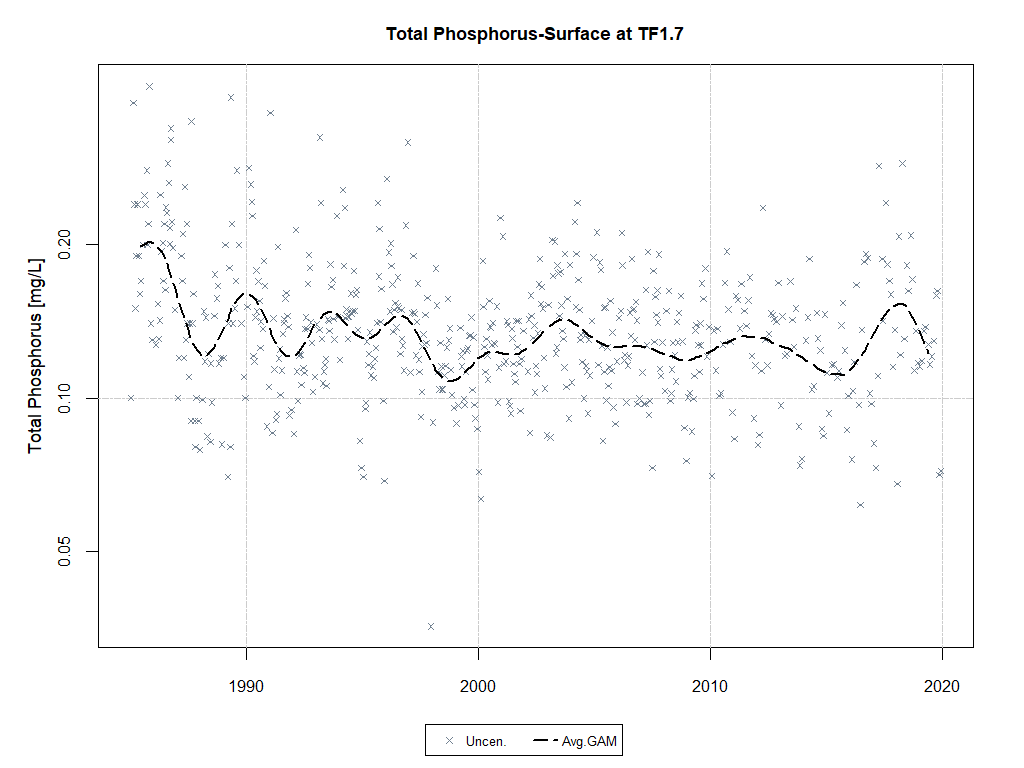 Total Phosphorus-Surface at TF1.7
Total Phosphorus [mg/L]
0.20
0.10
0.05
1990 2000 2010 2020
Uncen. Avg.GAM